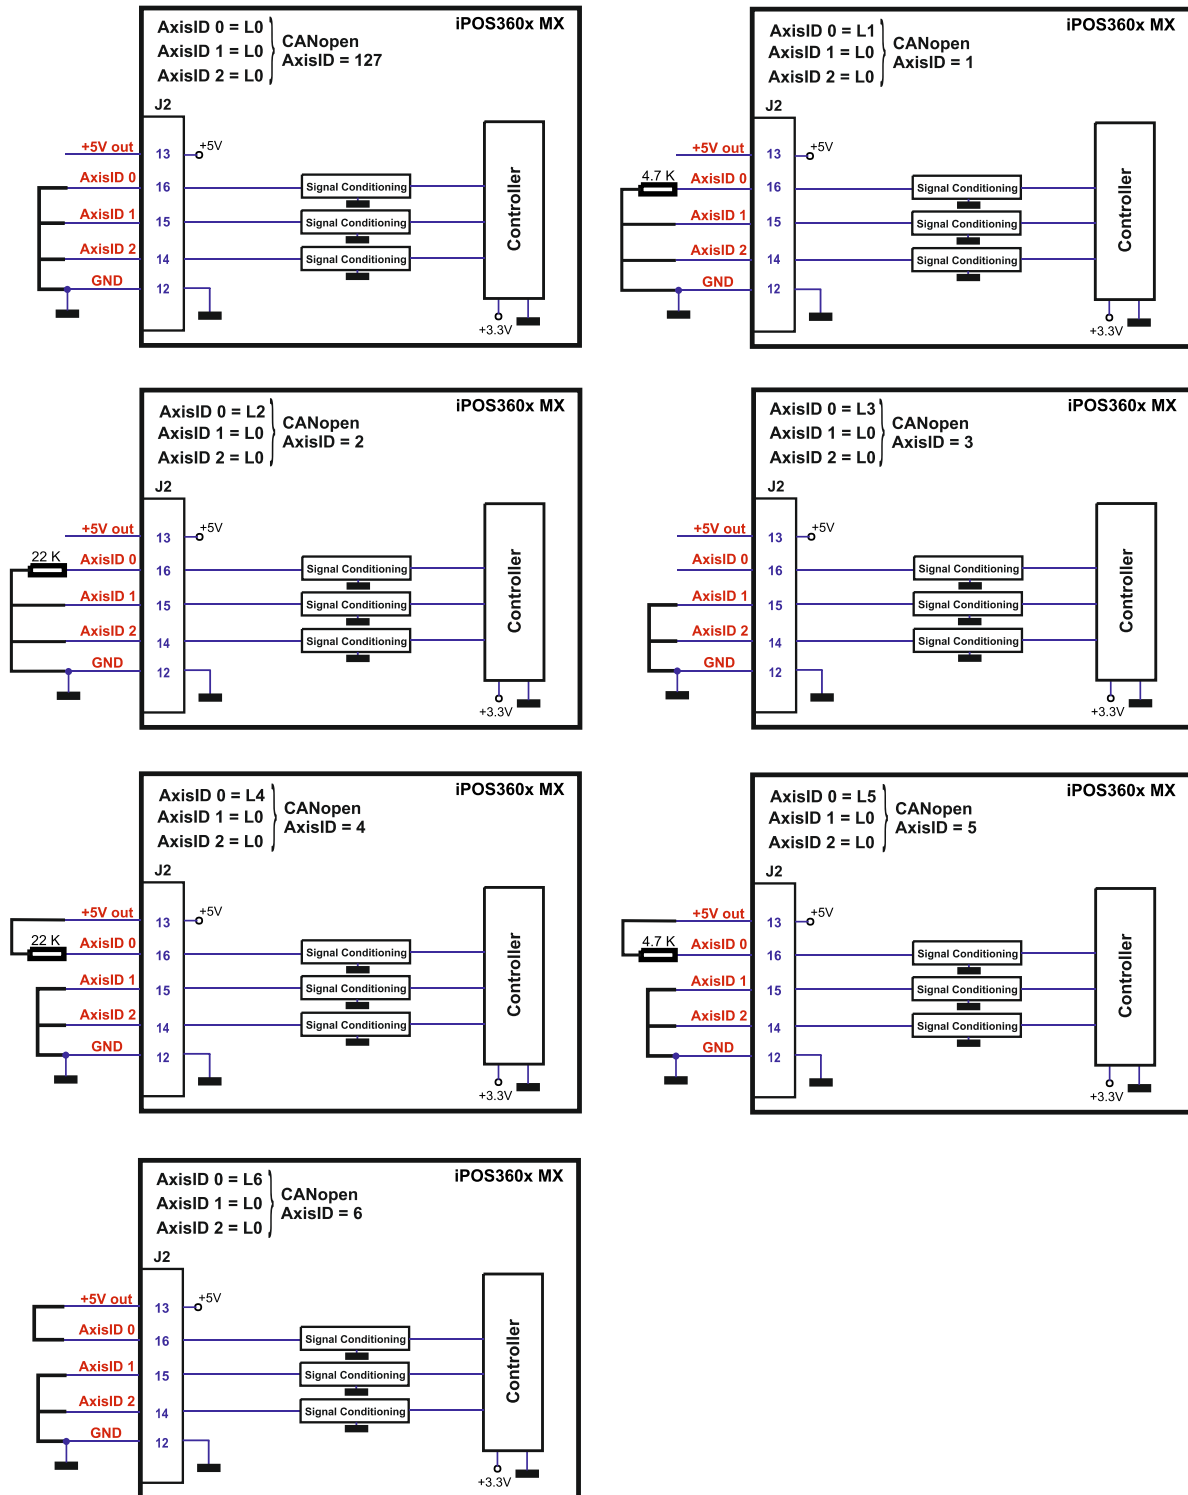 iPOS360x MX
AxisID 0 = L0
AxisID 1 = L0
AxisID 2 = L0
CANopen
AxisID = 127
J2
+5V out
13
+5V
AxisID 0
16
Signal Conditioning
AxisID 1
15
Signal Conditioning
AxisID 2
14
Signal Conditioning
GND
12
Controller
+3.3V
iPOS360x MX
AxisID 0 = L1
AxisID 1 = L0
AxisID 2 = L0
CANopen
AxisID = 1
J2
+5V out
13
+5V
4.7 K
AxisID 0
16
Signal Conditioning
AxisID 1
15
Signal Conditioning
AxisID 2
14
Signal Conditioning
GND
12
Controller
+3.3V
iPOS360x MX
AxisID 0 = L2
AxisID 1 = L0
AxisID 2 = L0
CANopen
AxisID = 2
J2
+5V out
13
+5V
22 K
AxisID 0
16
Signal Conditioning
AxisID 1
15
Signal Conditioning
AxisID 2
14
Signal Conditioning
GND
12
Controller
+3.3V
iPOS360x MX
AxisID 0 = L3
AxisID 1 = L0
AxisID 2 = L0
CANopen
AxisID = 3
J2
+5V out
13
+5V
AxisID 0
16
Signal Conditioning
AxisID 1
15
Signal Conditioning
AxisID 2
14
Signal Conditioning
GND
12
Controller
+3.3V
iPOS360x MX
AxisID 0 = L4
AxisID 1 = L0
AxisID 2 = L0
CANopen
AxisID = 4
J2
+5V out
13
+5V
22 K
AxisID 0
16
Signal Conditioning
AxisID 1
15
Signal Conditioning
AxisID 2
14
Signal Conditioning
GND
12
Controller
+3.3V
iPOS360x MX
AxisID 0 = L5
AxisID 1 = L0
AxisID 2 = L0
CANopen
AxisID = 5
J2
+5V out
13
+5V
4.7 K
AxisID 0
16
Signal Conditioning
AxisID 1
15
Signal Conditioning
AxisID 2
14
Signal Conditioning
GND
12
Controller
+3.3V
iPOS360x MX
AxisID 0 = L6
AxisID 1 = L0
AxisID 2 = L0
CANopen
AxisID = 6
J2
+5V out
13
+5V
AxisID 0
16
Signal Conditioning
AxisID 1
15
Signal Conditioning
AxisID 2
14
Signal Conditioning
GND
12
Controller
+3.3V